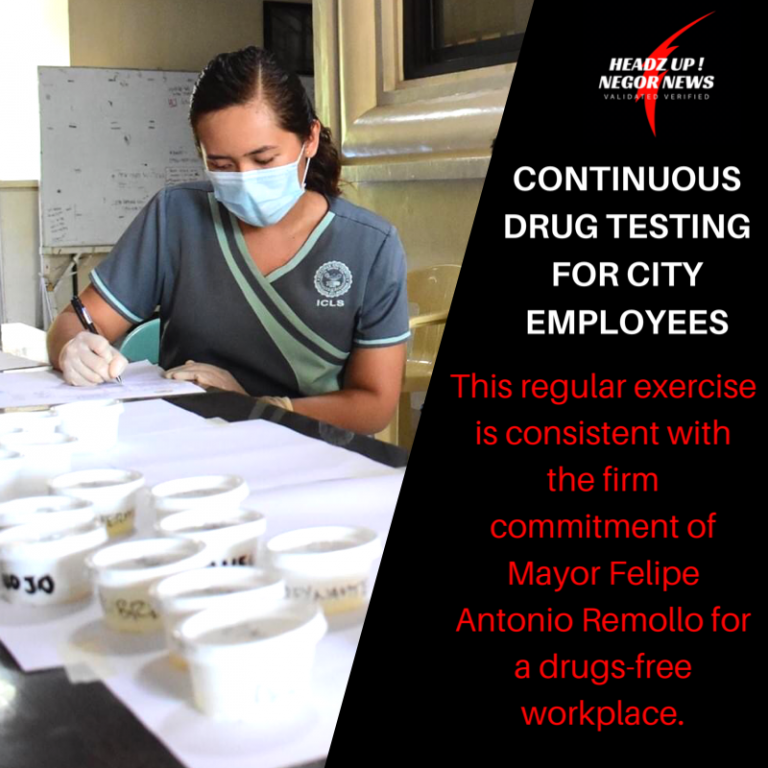 HEADZ UP !
NEGOR NEWS
VALIDATED VERIFIED
CONTINUOUS
DRUG TESTING
FOR CITY
EMPLOYEES
This regular exercise
is consistent with
the firm
commitment of
Mayor Felipe
Antonio Remollo for
a drugs-free
workplace.
ICLS